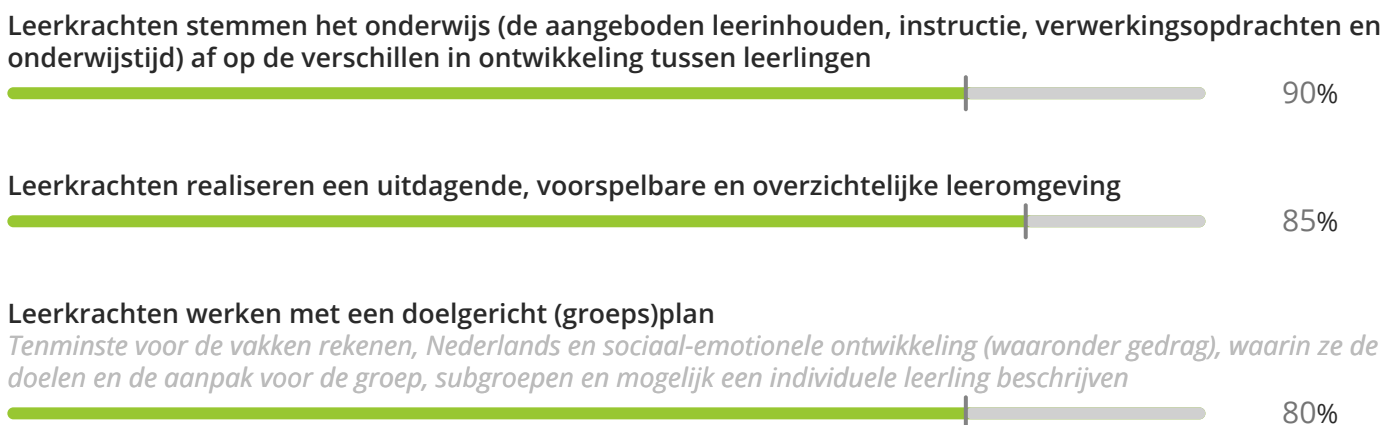 Leerkrachten stemmen het onderwijs (de aangeboden leerinhouden, instructie, verwerkingsopdrachten en
onderwijstijd) af op de verschillen in ontwikkeling tussen leerlingen
90%
Leerkrachten realiseren een uitdagende, voorspelbare en overzichtelijke leeromgeving
85%
Leerkrachten werken met een doelgericht (groeps)plan
Tenminste voor de vakken rekenen, Nederlands en sociaal-emotionele ontwikkeling (waaronder gedrag), waarin ze de
doelen en de aanpak voor de groep, subgroepen en mogelijk een individuele leerling beschrijven
80%